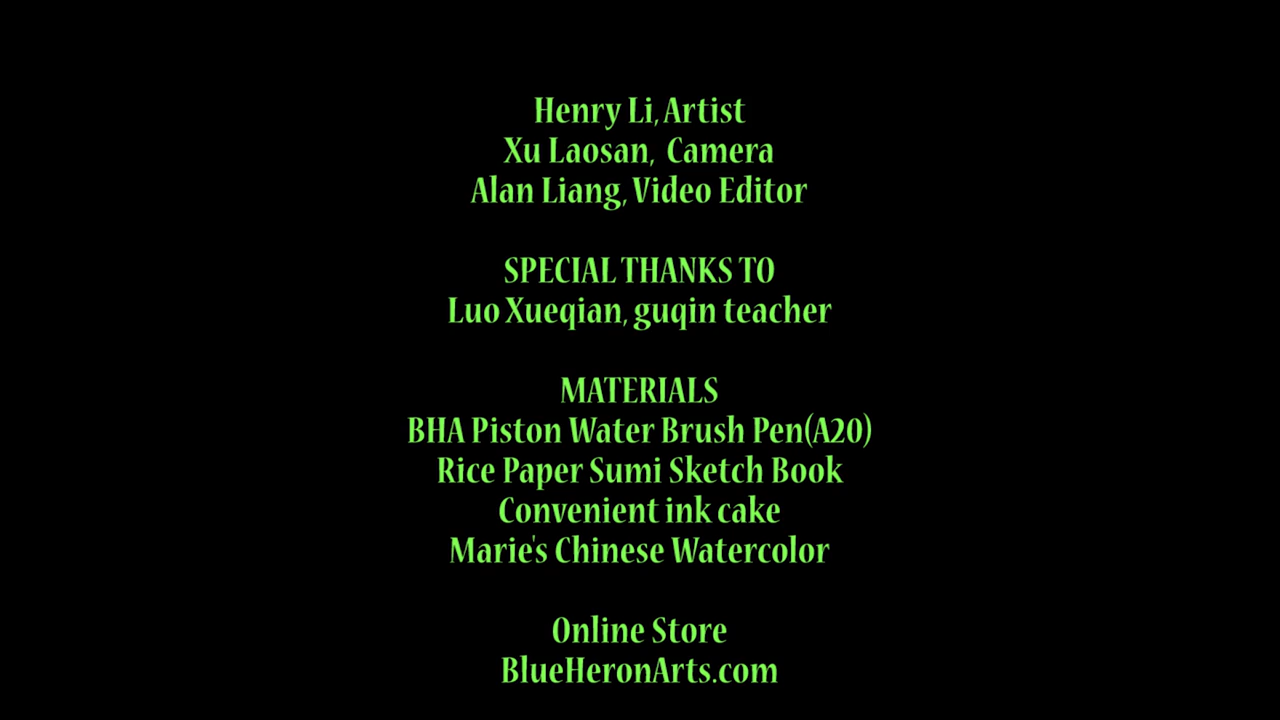 Henry Li, Artist
Xu Laosan, Camera
Alan Liang, Video Editor
SPECIAL THANKS TO
Luo Xueqian, guqin teacher
MATERIALS
BHA Piston Water Brush Pen(A20)
Rice Paper Sumi Sketch Book
Convenient ink cake
Marie's Chinese Watercolor
Online Store
BlueHeronArts.com